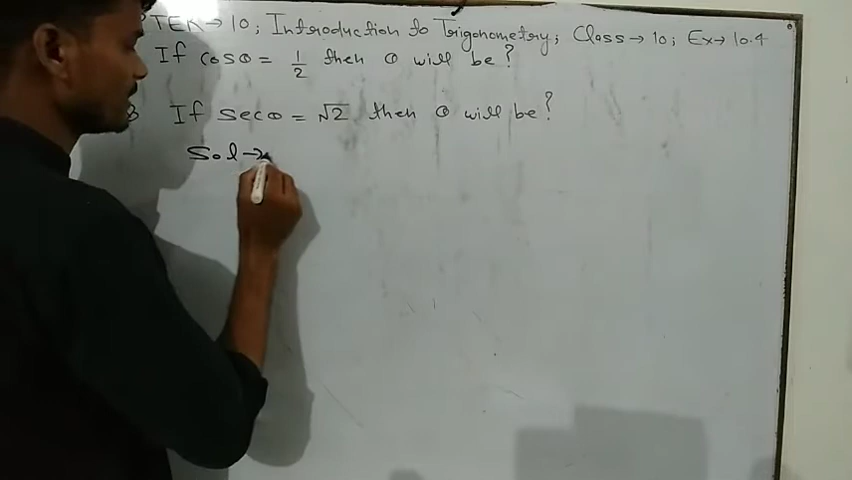 PTER→ 10; Introduction to Trigonometry; Class→ 10; Ex→ 10.4
If cosθ = 1/2 then θ will be?
If secθ = √2 then θ will be?
Sol→